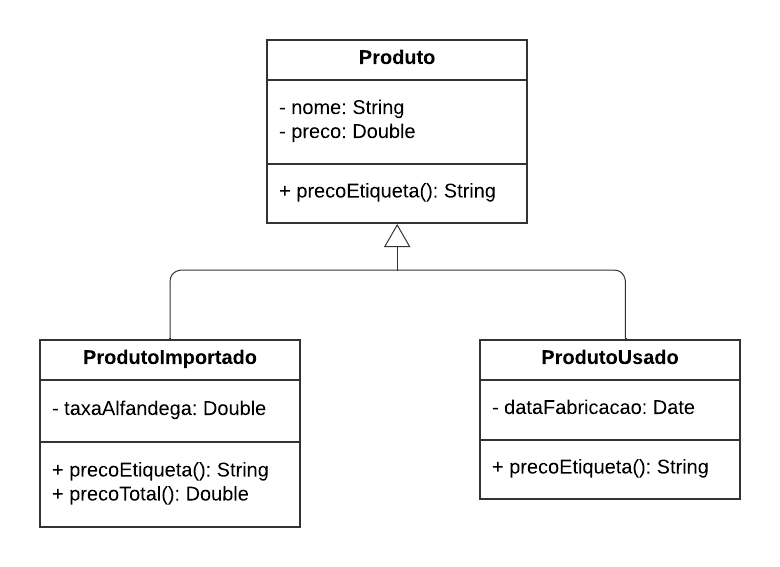 Produto
- nome: String
- preco: Double
+ precoEtiqueta(): String
ProdutoImportado
- taxaAlfandega: Double
+ precoEtiqueta(): String
+ precoTotal(): Double
ProdutoUsado
- dataFabricacao: Date
+ precoEtiqueta(): String